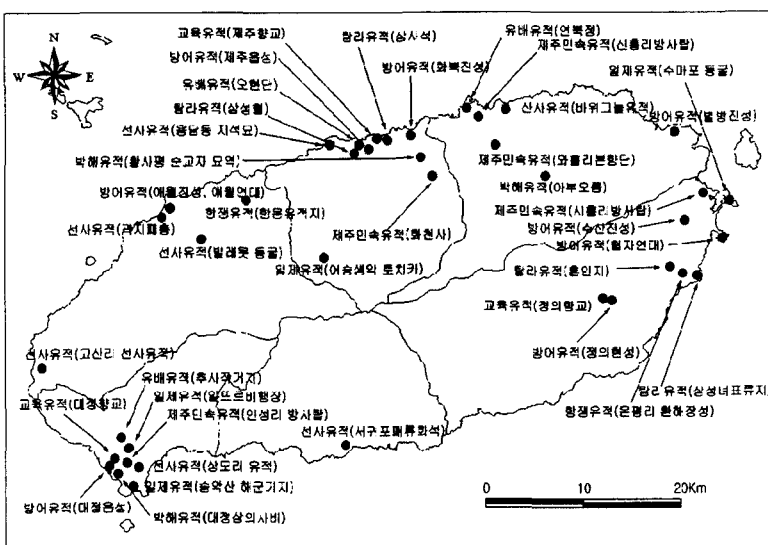 N
W
E
S
교육유적(제주향교)
방어유적(제주읍성)
유배유적(오현단)
탐라유적(삼성혈)
선사유적(용담동 지석묘)
박해유적(황사평 순교자 묘역)
탐라유적(삼사석)
방어유적(화북진성)
유배유적(연북정)
제주민속유적(신흥리방사탑)
일제유적(수마포 동굴)
산사유적(바위그늘유적)
방어유적(별방진성)
제주민속유적(와흘리본향단)
박해유적(아부오름)
방어유적(애월진성, 애월연대)
항쟁유적(항몽유적지)
선사유적(곽지패총)
선사유적(빌레못 동굴)
제주민속유적(화천사)
일제유적(어승생악 토치카)
제주민속유적(시흥리방사탑)
방어유적(수산진성)
방어유적(협자연대)
탐라유적(혼인지)
교육유적(정의향교)
방어유적(정의현성)
탐라유적(삼성녀표류지)
항쟁유적(온평리 환해장성)
선사유적(고산리 선사유적)
유배유적(추사적거지)
일제유적(알뜨르비행장)
교육유적(대정향교)
제주민속유적(인성리 방사탑)
선사유적(서구포패류화석)
선사유적(상모리 유적)
일제유적(송악산 해군기지)
방어유적(대정읍성)
박해유적(대정삼의사비)
0
10
20Km